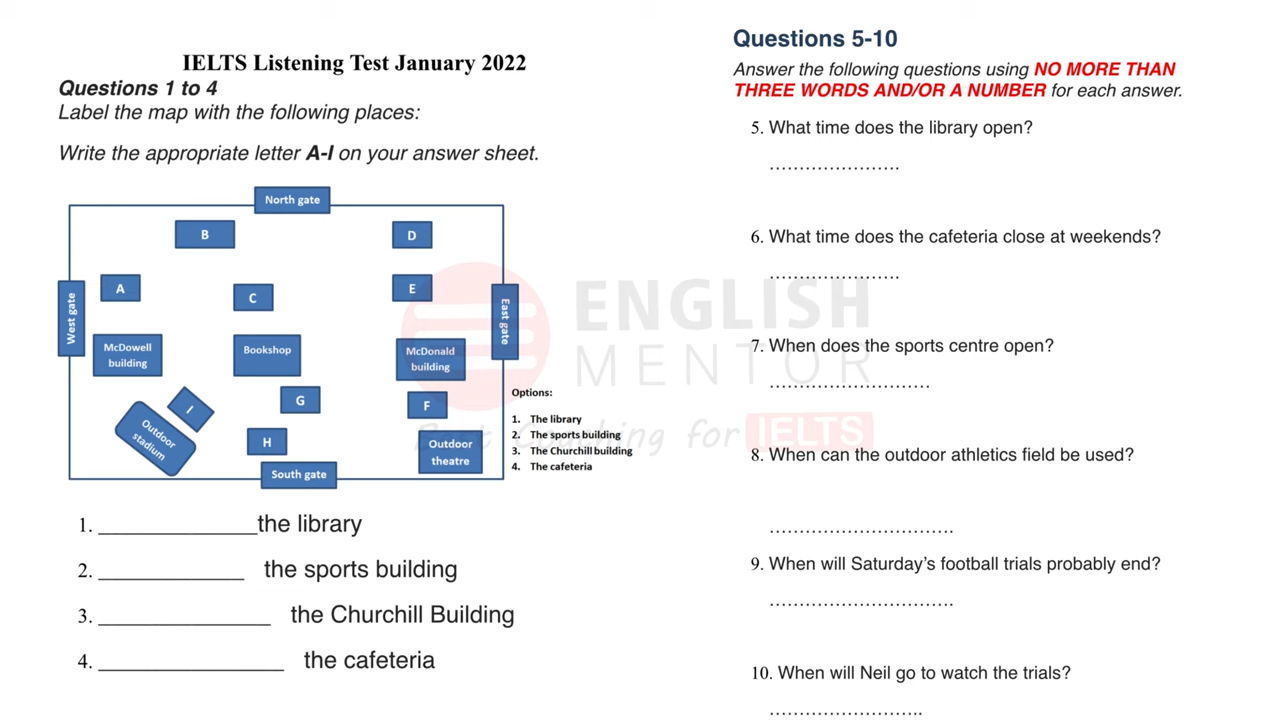 IELTS Listening Test January 2022
Questions 1 to 4
Label the map with the following places:
Write the appropriate letter A-I on your answer sheet.
North gate
B
D
West gate
A
C
E
East gate
McDowell
building
Bookshop
McDonald
building
I
G
F
Outdoor
stadium
H
Outdoor
theatre
South gate
Options:
1. The library
2. The sports building
3. The Churchill building
4. The cafeteria
1. ______________the library
2. _____________ the sports building
3. _______________ the Churchill Building
4. ________________ the cafeteria
Questions 5-10
Answer the following questions using NO MORE THAN
THREE WORDS AND/OR A NUMBER for each answer.
5. What time does the library open?
………………….
6. What time does the cafeteria close at weekends?
………………….
7. When does the sports centre open?
………………………
8. When can the outdoor athletics field be used?
………………………….
9. When will Saturday's football trials probably end?
………………………….
10. When will Neil go to watch the trials?
……………………..
ENGLISH
MENTOR
Best Coaching for IELTS